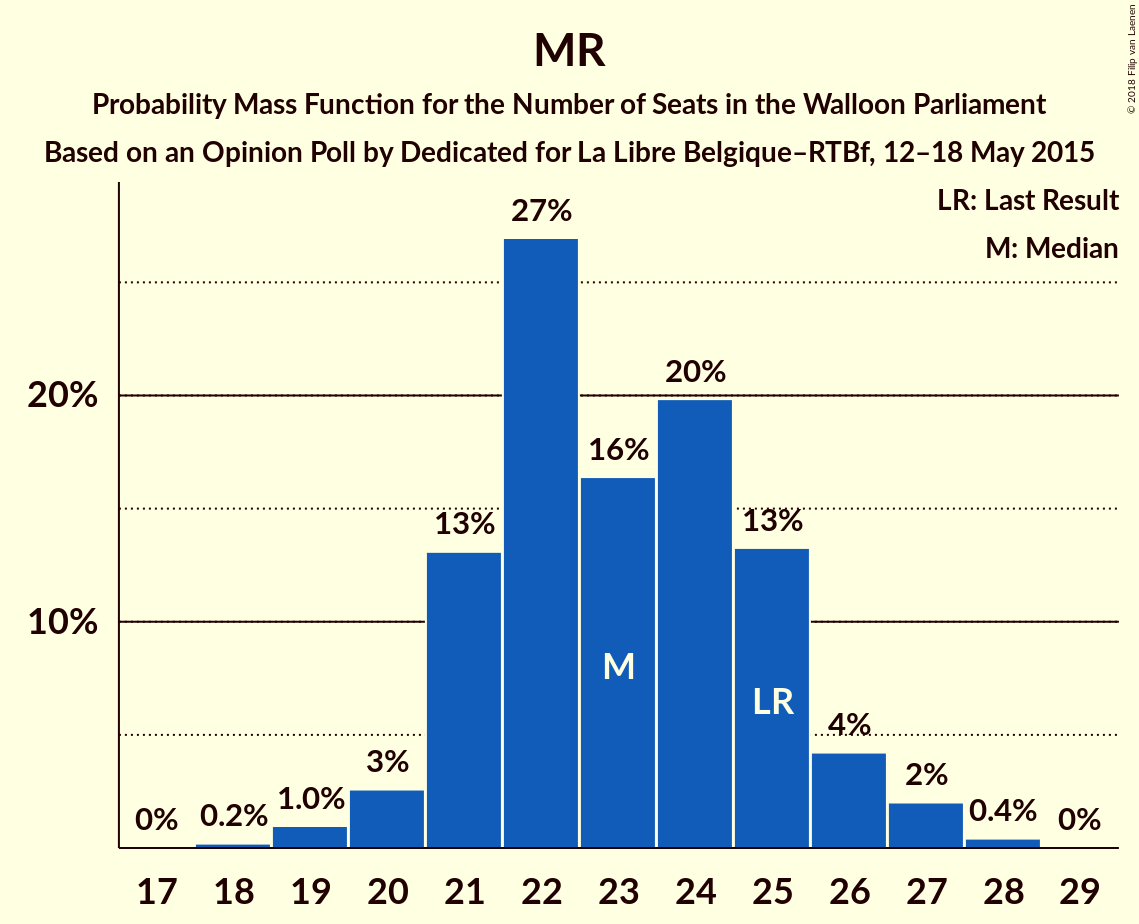 MR
Probability Mass Function for the Number of Seats in the Walloon Parliament
Based on an Opinion Poll by Dedicated for La Libre Belgique–RTBf, 12–18 May 2015
© 2018 Filip van Laenen
LR: Last Result
M: Median
20%
10%
0%
0.2%
1.0%
3%
13%
27%
16%
20%
13%
4%
2%
0.4%
0%
M
LR
17 18 19 20 21 22 23 24 25 26 27 28 29